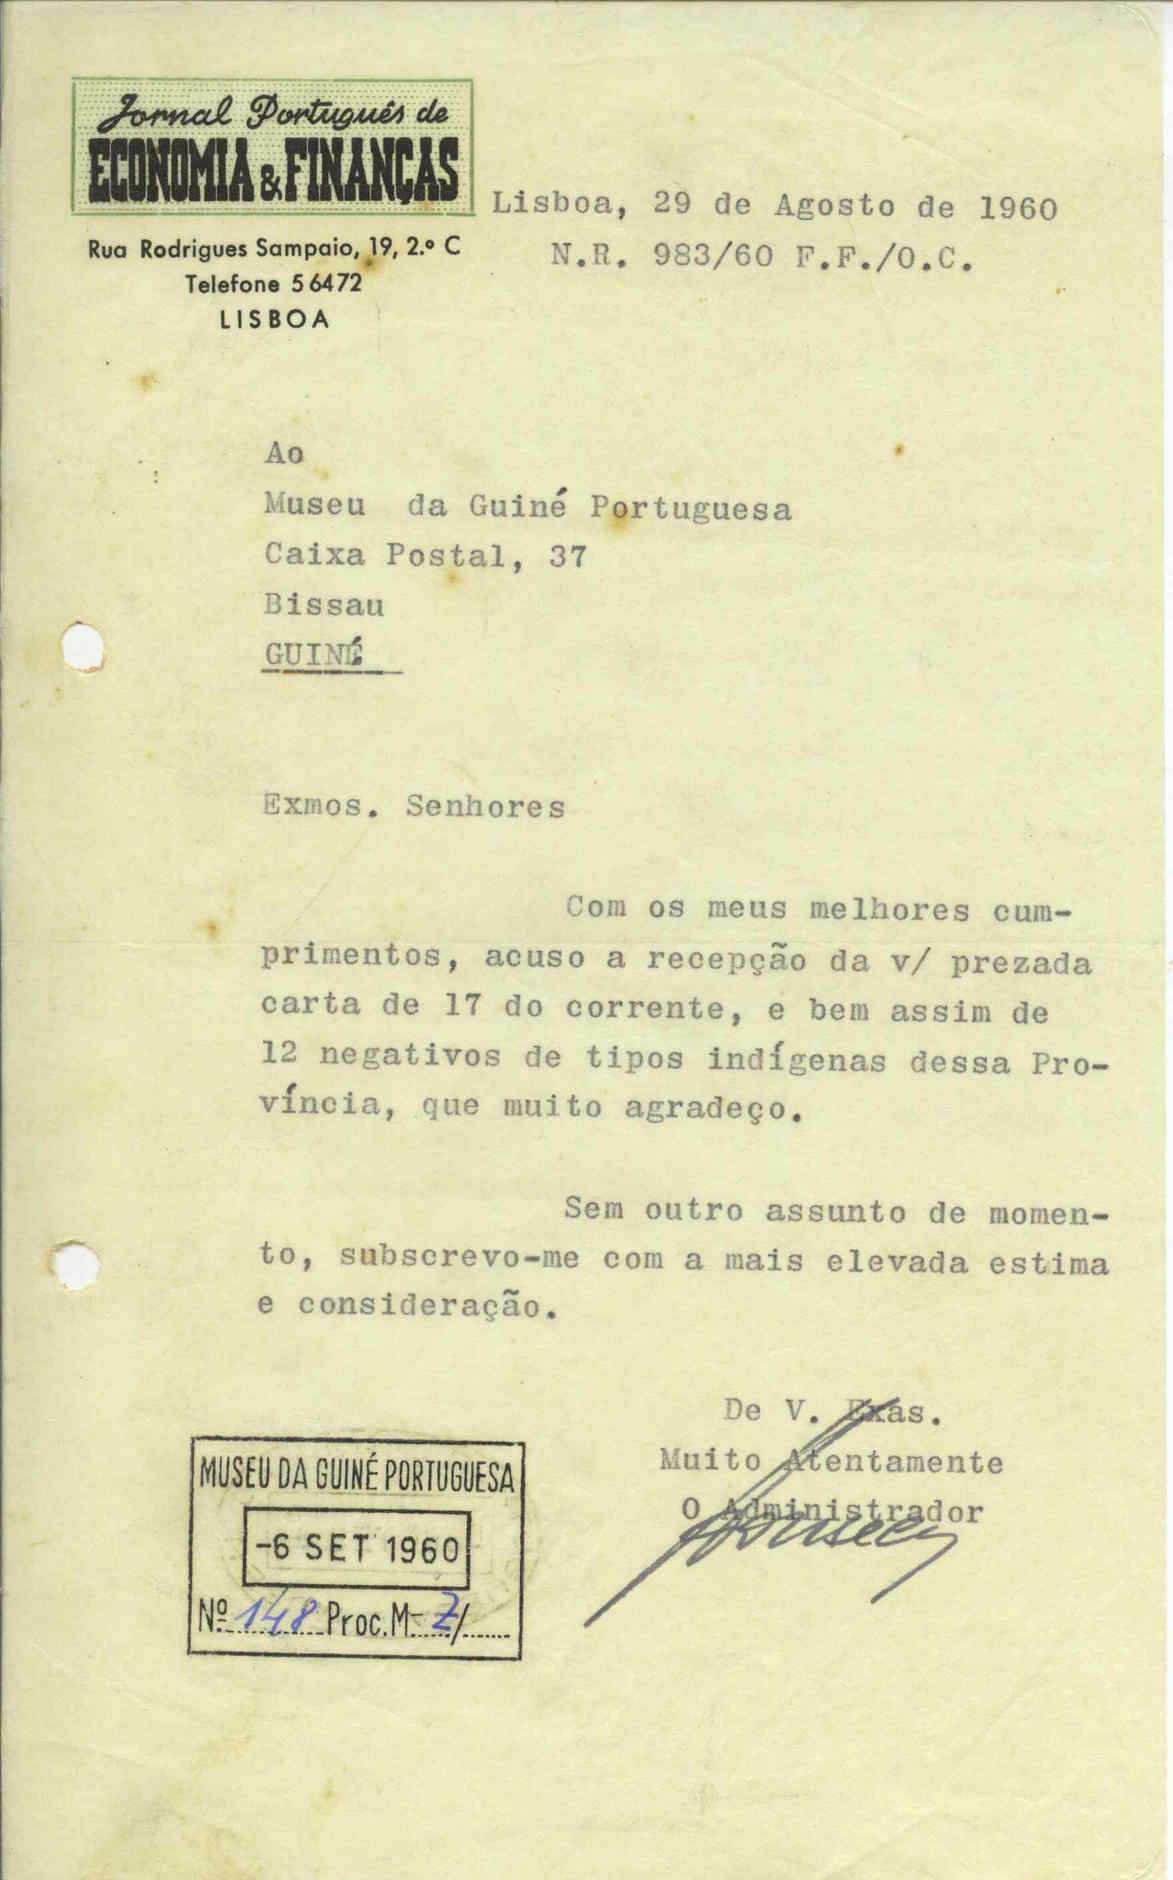 Jornal Português de
ECONOMIA & FINANÇAS
Rua Rodrigues Sampaio, 19, 2.º C
Telefone 56472
LISBOA
Lisboa, 29 de Agosto de 1960
N.R. 983/60 F.F./O.C.
Ao
Museu da Guiné Portuguesa
Caixa Postal, 37
Bissau
GUINÉ
Exmos. Senhores
Com os meus melhores cum-
primentos, acuso a recepção da v/ prezada
carta de 17 do corrente, e bem assim de
12 negativos de tipos indígenas dessa Pro-
víncia, que muito agradeço.
Sem outro assunto de momen-
to, subscrevo-me com a mais elevada estima
e consideração.
De V. Exas.
Muito Atentamente
O Administrador
MUSEU DA GUINÉ PORTUGUESA
-6 SET 1960
Nº 148 Proc. M- Z/